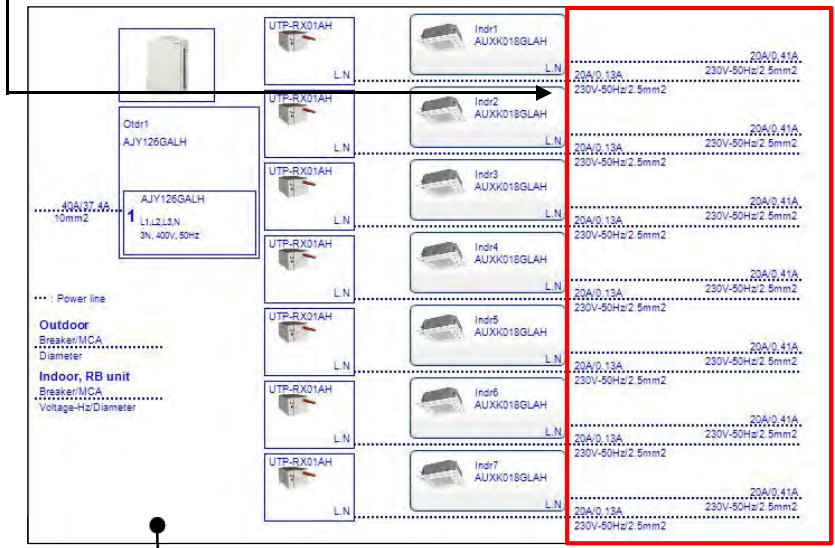 UTP-RX01AH
L.N
Indr1
AUXK018GLAH
L.N
20A/0.41A
20A/0.13A
230V-50Hz/2.5mm2
230V-50Hz/2.5mm2
Otdr1
AJY126GALH
40A/37.4A
10mm2
AJY126GALH
1
L1,L2,L3,N
3N, 400V, 50Hz
UTP-RX01AH
L.N
Indr2
AUXK018GLAH
L.N
20A/0.41A
20A/0.13A
230V-50Hz/2.5mm2
230V-50Hz/2.5mm2
UTP-RX01AH
L.N
Indr3
AUXK018GLAH
L.N
20A/0.41A
20A/0.13A
230V-50Hz/2.5mm2
230V-50Hz/2.5mm2
UTP-RX01AH
L.N
Indr4
AUXK018GLAH
L.N
20A/0.41A
20A/0.13A
230V-50Hz/2.5mm2
230V-50Hz/2.5mm2
: Power line
Outdoor
Breaker/MCA
Diameter
Indoor, RB unit
Breaker/MCA
Voltage-Hz/Diameter
UTP-RX01AH
L.N
Indr5
AUXK018GLAH
L.N
20A/0.41A
20A/0.13A
230V-50Hz/2.5mm2
230V-50Hz/2.5mm2
UTP-RX01AH
L.N
Indr6
AUXK018GLAH
L.N
20A/0.41A
20A/0.13A
230V-50Hz/2.5mm2
230V-50Hz/2.5mm2
UTP-RX01AH
L.N
Indr7
AUXK018GLAH
L.N
20A/0.41A
20A/0.13A
230V-50Hz/2.5mm2
230V-50Hz/2.5mm2